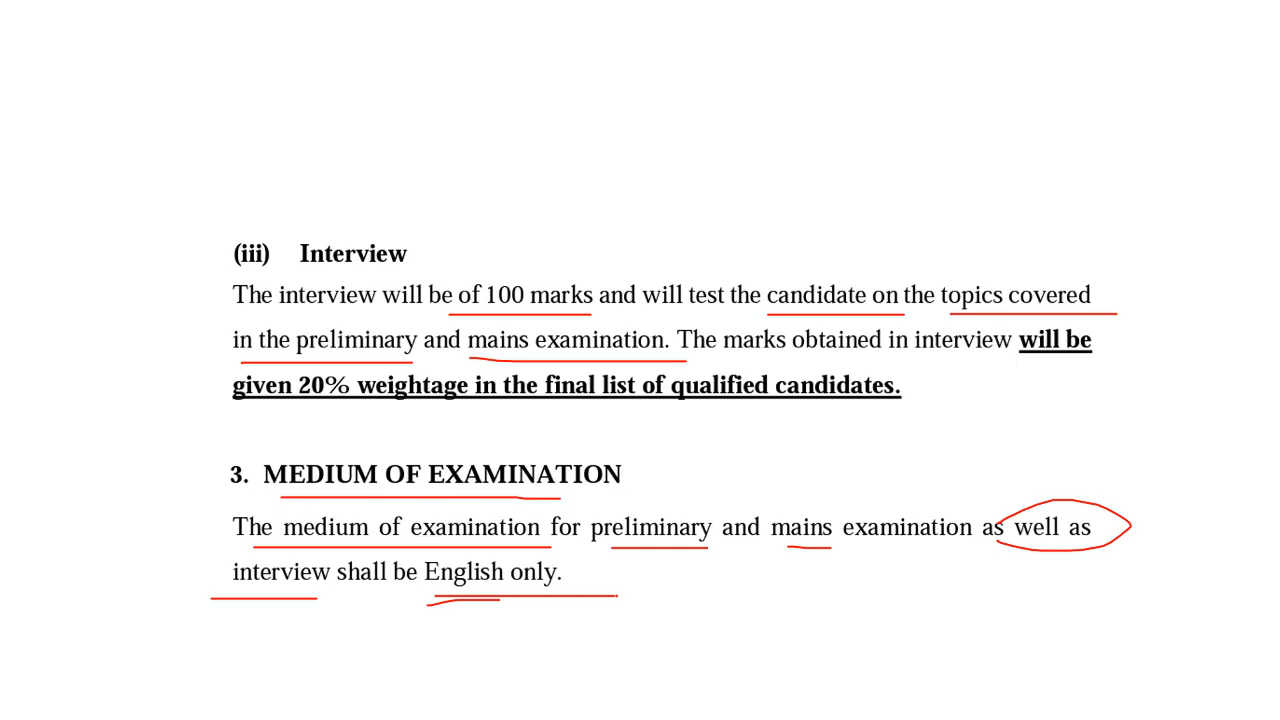 (iii) Interview
The interview will be of 100 marks and will test the candidate on the topics covered
in the preliminary and mains examination. The marks obtained in interview will be
given 20% weightage in the final list of qualified candidates.
3. MEDIUM OF EXAMINATION
The medium of examination for preliminary and mains examination as well as
interview shall be English only.